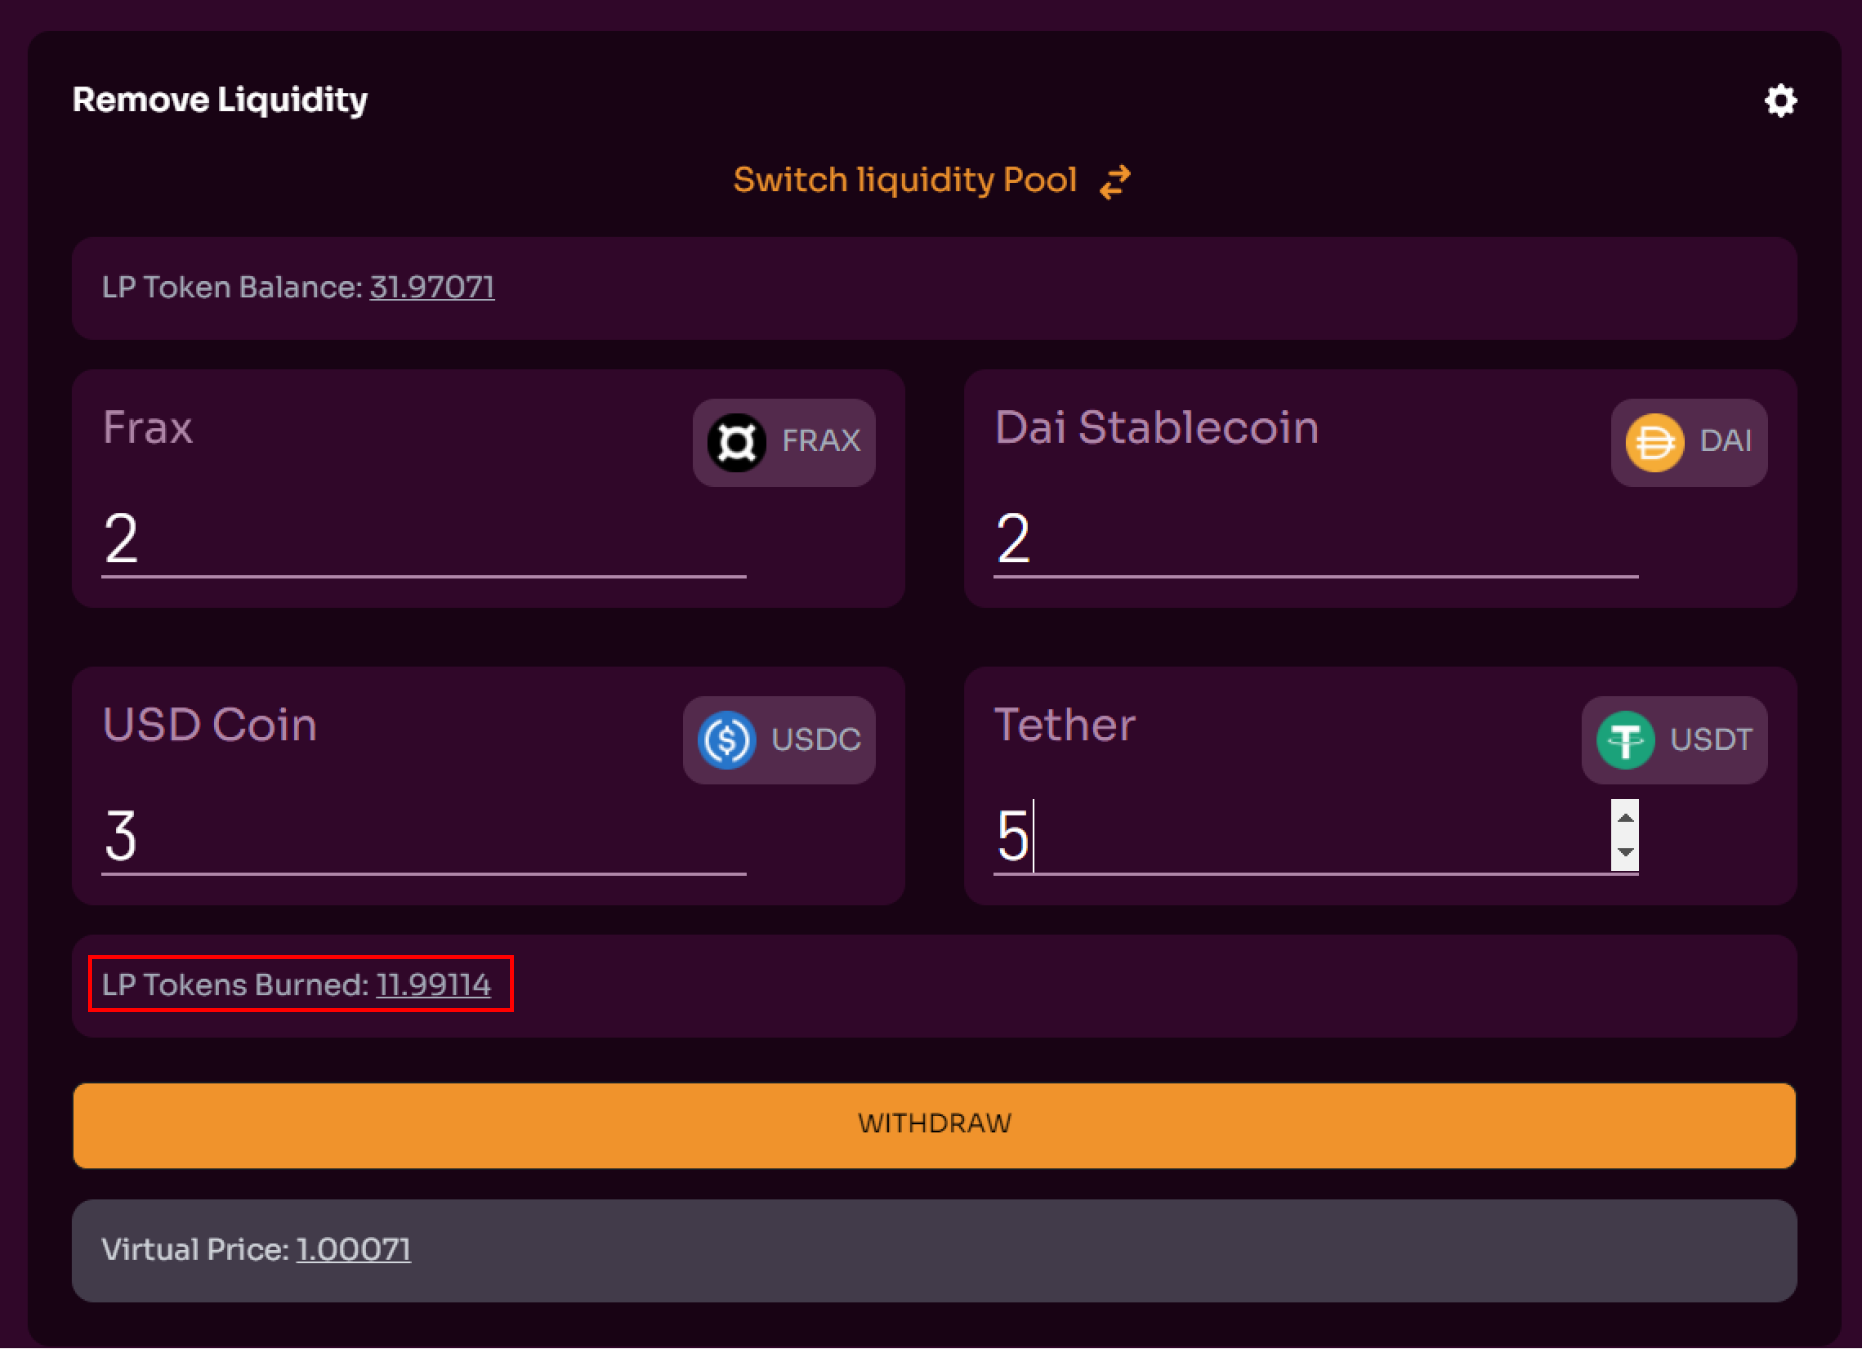 Remove Liquidity
Switch liquidity Pool
LP Token Balance: 31.97071
Frax
FRAX
2
Dai Stablecoin
DAI
2
USD Coin
USDC
3
Tether
USDT
5
LP Tokens Burned: 11.99114
WITHDRAW
Virtual Price: 1.00071